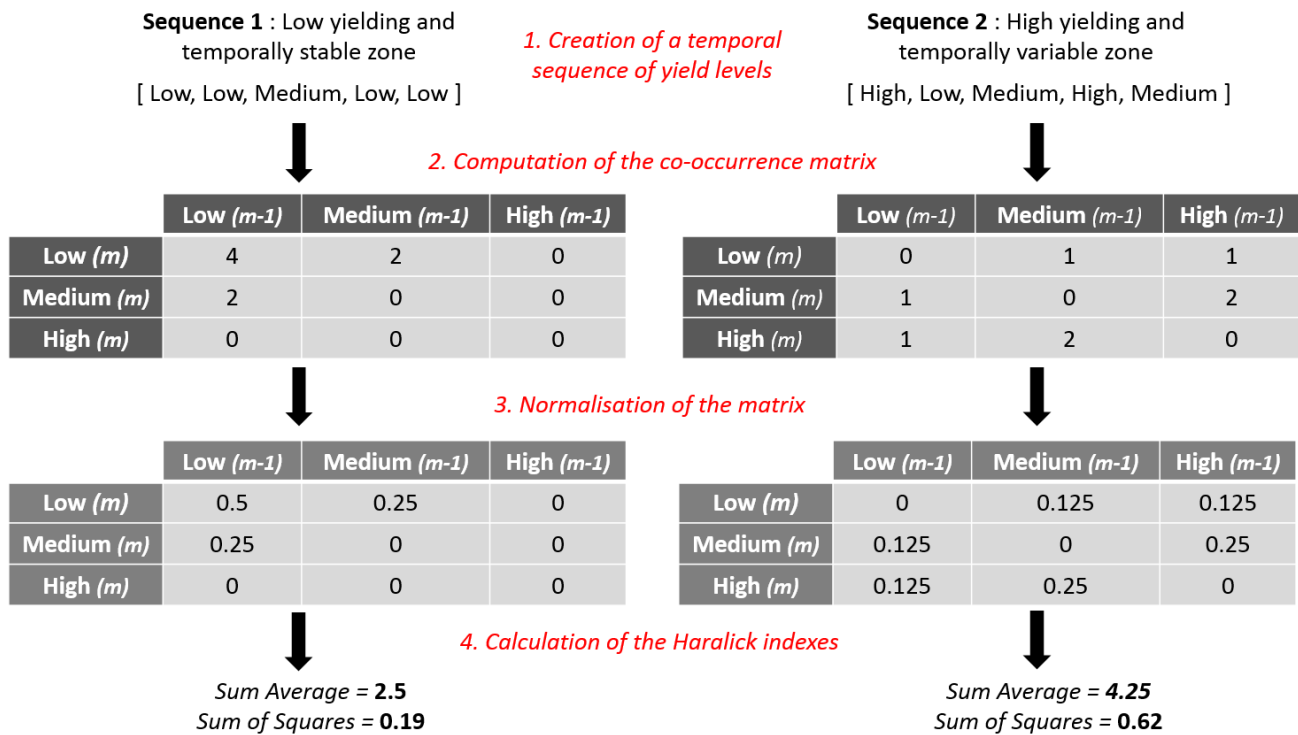 Sequence 1 : Low yielding and
temporally stable zone
[ Low, Low, Medium, Low, Low ]
1. Creation of a temporal
sequence of yield levels
Sequence 2 : High yielding and
temporally variable zone
[ High, Low, Medium, High, Medium ]
2. Computation of the co-occurrence matrix
Low (m-1) Medium (m-1) High (m-1)
Low (m) 4 2 0
Medium (m) 2 0 0
High (m) 0 0 0
Low (m-1) Medium (m-1) High (m-1)
Low (m) 0 1 1
Medium (m) 1 0 2
High (m) 1 2 0
3. Normalisation of the matrix
Low (m-1) Medium (m-1) High (m-1)
Low (m) 0.5 0.25 0
Medium (m) 0.25 0 0
High (m) 0 0 0
Low (m-1) Medium (m-1) High (m-1)
Low (m) 0 0.125 0.125
Medium (m) 0.125 0 0.25
High (m) 0.125 0.25 0
4. Calculation of the Haralick indexes
Sum Average = 2.5
Sum of Squares = 0.19
Sum Average = 4.25
Sum of Squares = 0.62